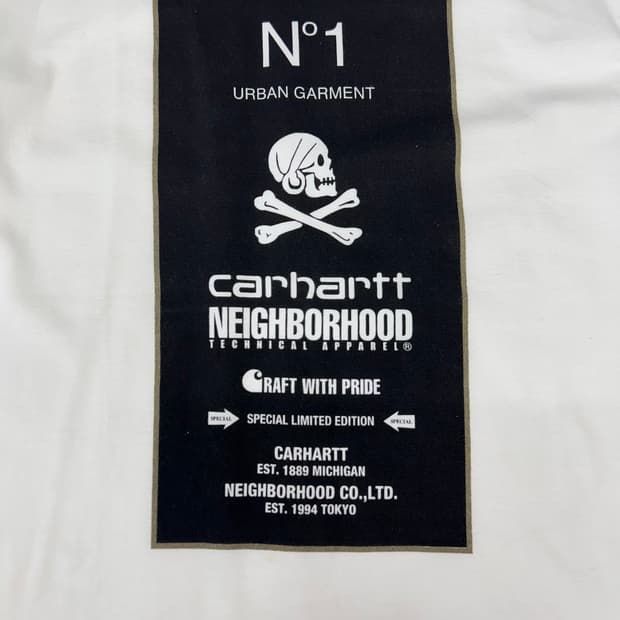 Nº1
URBAN GARMENT
carhartt
NEIGHBORHOOD
TECHNICAL APPAREL®
CRAFT WITH PRIDE
SPECIAL SPECIAL LIMITED EDITION SPECIAL
CARHARTT
EST. 1889 MICHIGAN
NEIGHBORHOOD CO.,LTD.
EST. 1994 TOKYO